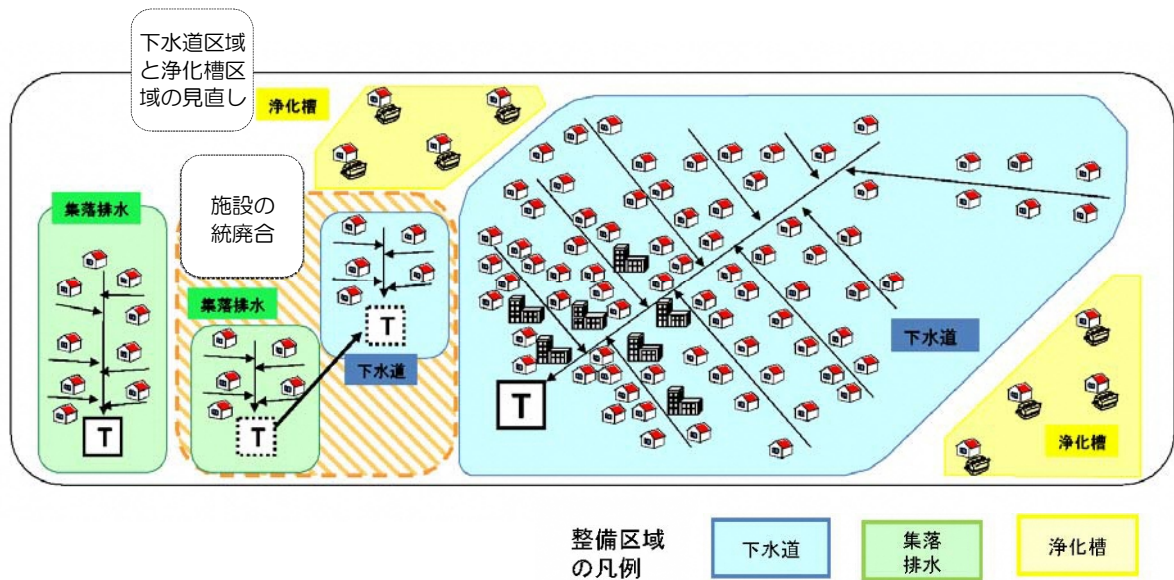 下水道区域
と浄化槽区
域の見直し
浄化槽
施設の
統廃合
集落排水
集落排水
下水道
下水道
浄化槽
T
T
T
T
整備区域
の凡例
下水道
集落
排水
浄化槽